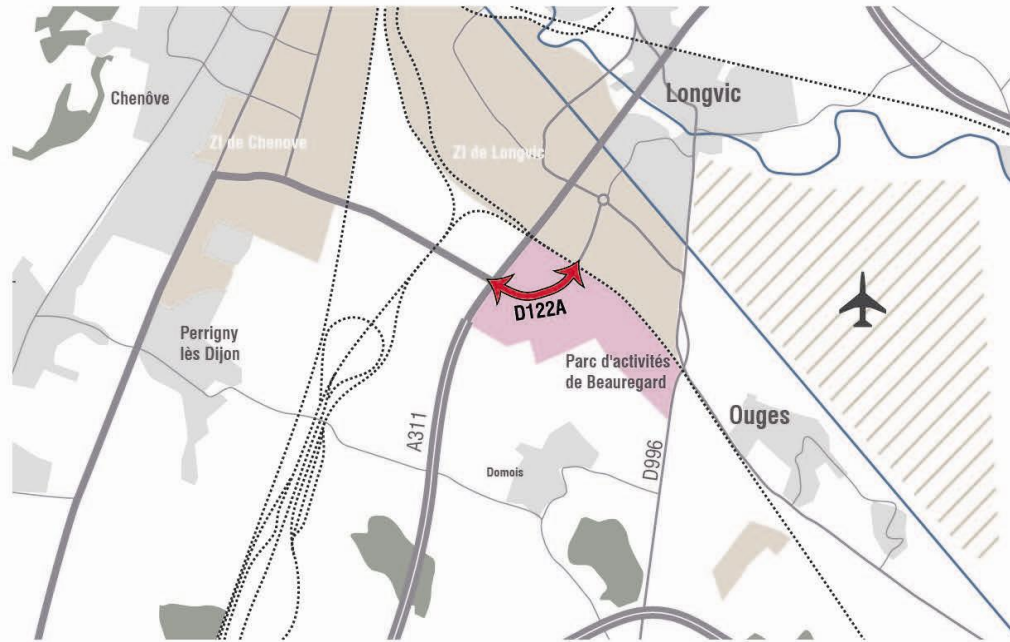 Chenôve
Longvic
ZI de Chenove
ZI de Longvic
D122A
Perrigny
lès Dijon
Parc d'activités
de Beauregard
Ouges
A311
D996
Domois